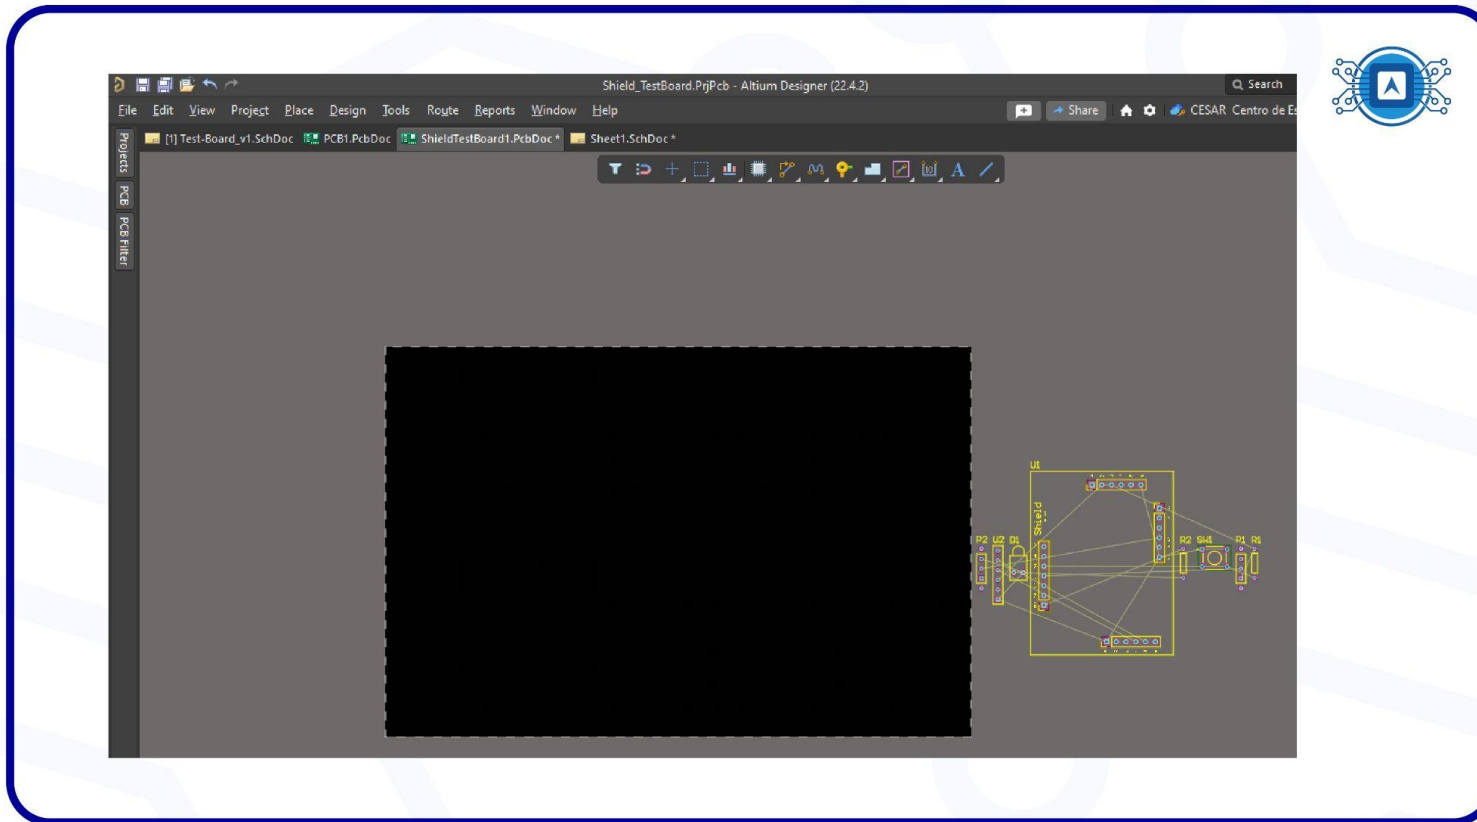 Shield_TestBoard.PrjPcb - Altium Designer (22.4.2)
Search
File Edit View Project Place Design Tools Route Reports Window Help
Share
CESAR Centro de Es
[1] Test-Board_v1.SchDoc PCB1.PcbDoc ShieldTestBoard1.PcbDoc * Sheet1.SchDoc *
Projects
PCB
PCB Filter
A
U1
Shield
P2 U2 D1
R2 SW1 P1 R1